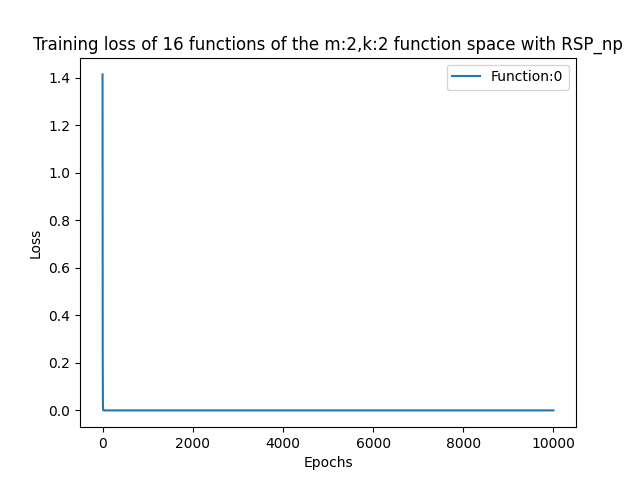 Training loss of 16 functions of the m:2,k:2 function space with RSP_np
Function:0
Loss
1.4
1.2
1.0
0.8
0.6
0.4
0.2
0.0
0 2000 4000 6000 8000 10000
Epochs